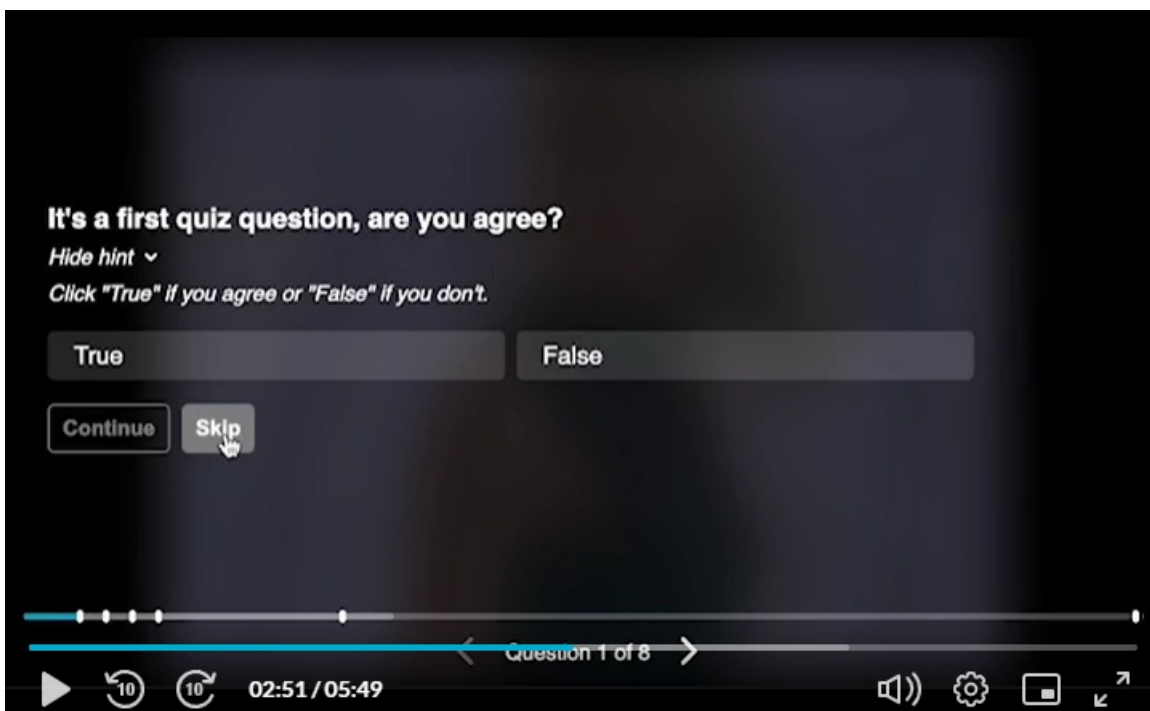 It's a first quiz question, are you agree?
Hide hint
Click "True" if you agree or "False" if you don't.
True False
Continue Skip
Question 1 of 8
10 10 02:51/05:49